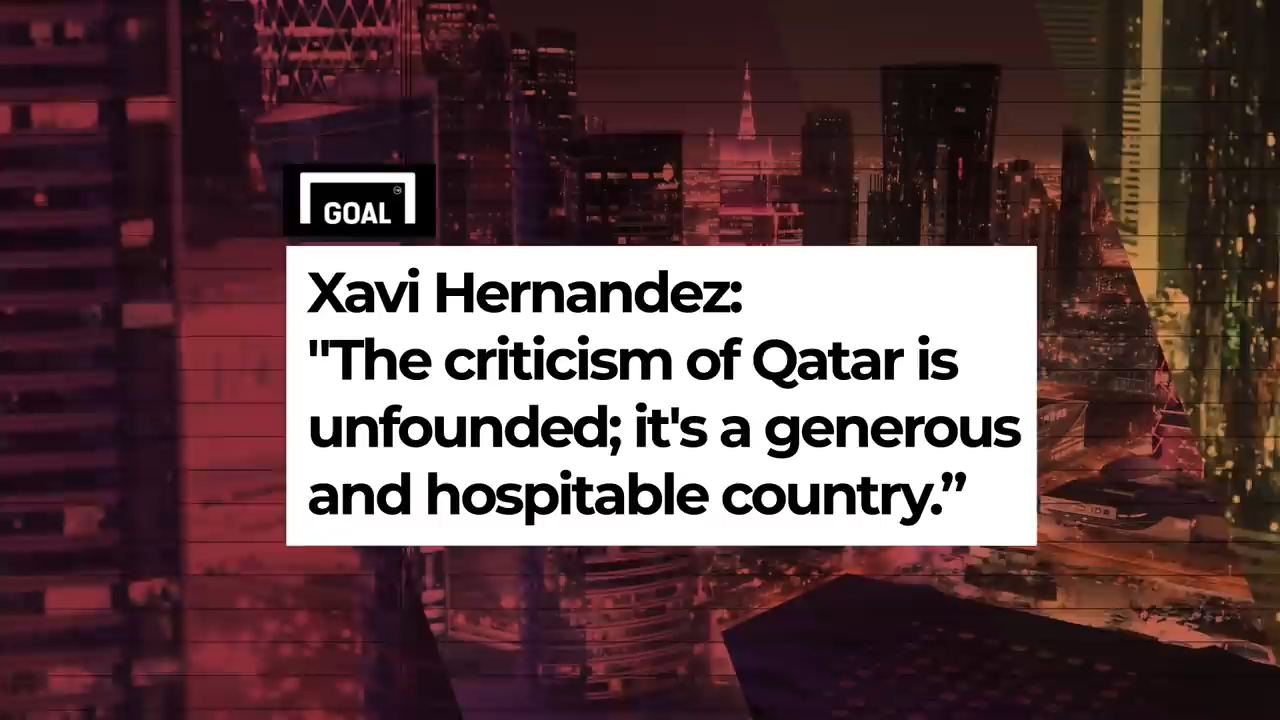 GOAL
Xavi Hernandez:
"The criticism of Qatar is
unfounded; it's a generous
and hospitable country.”